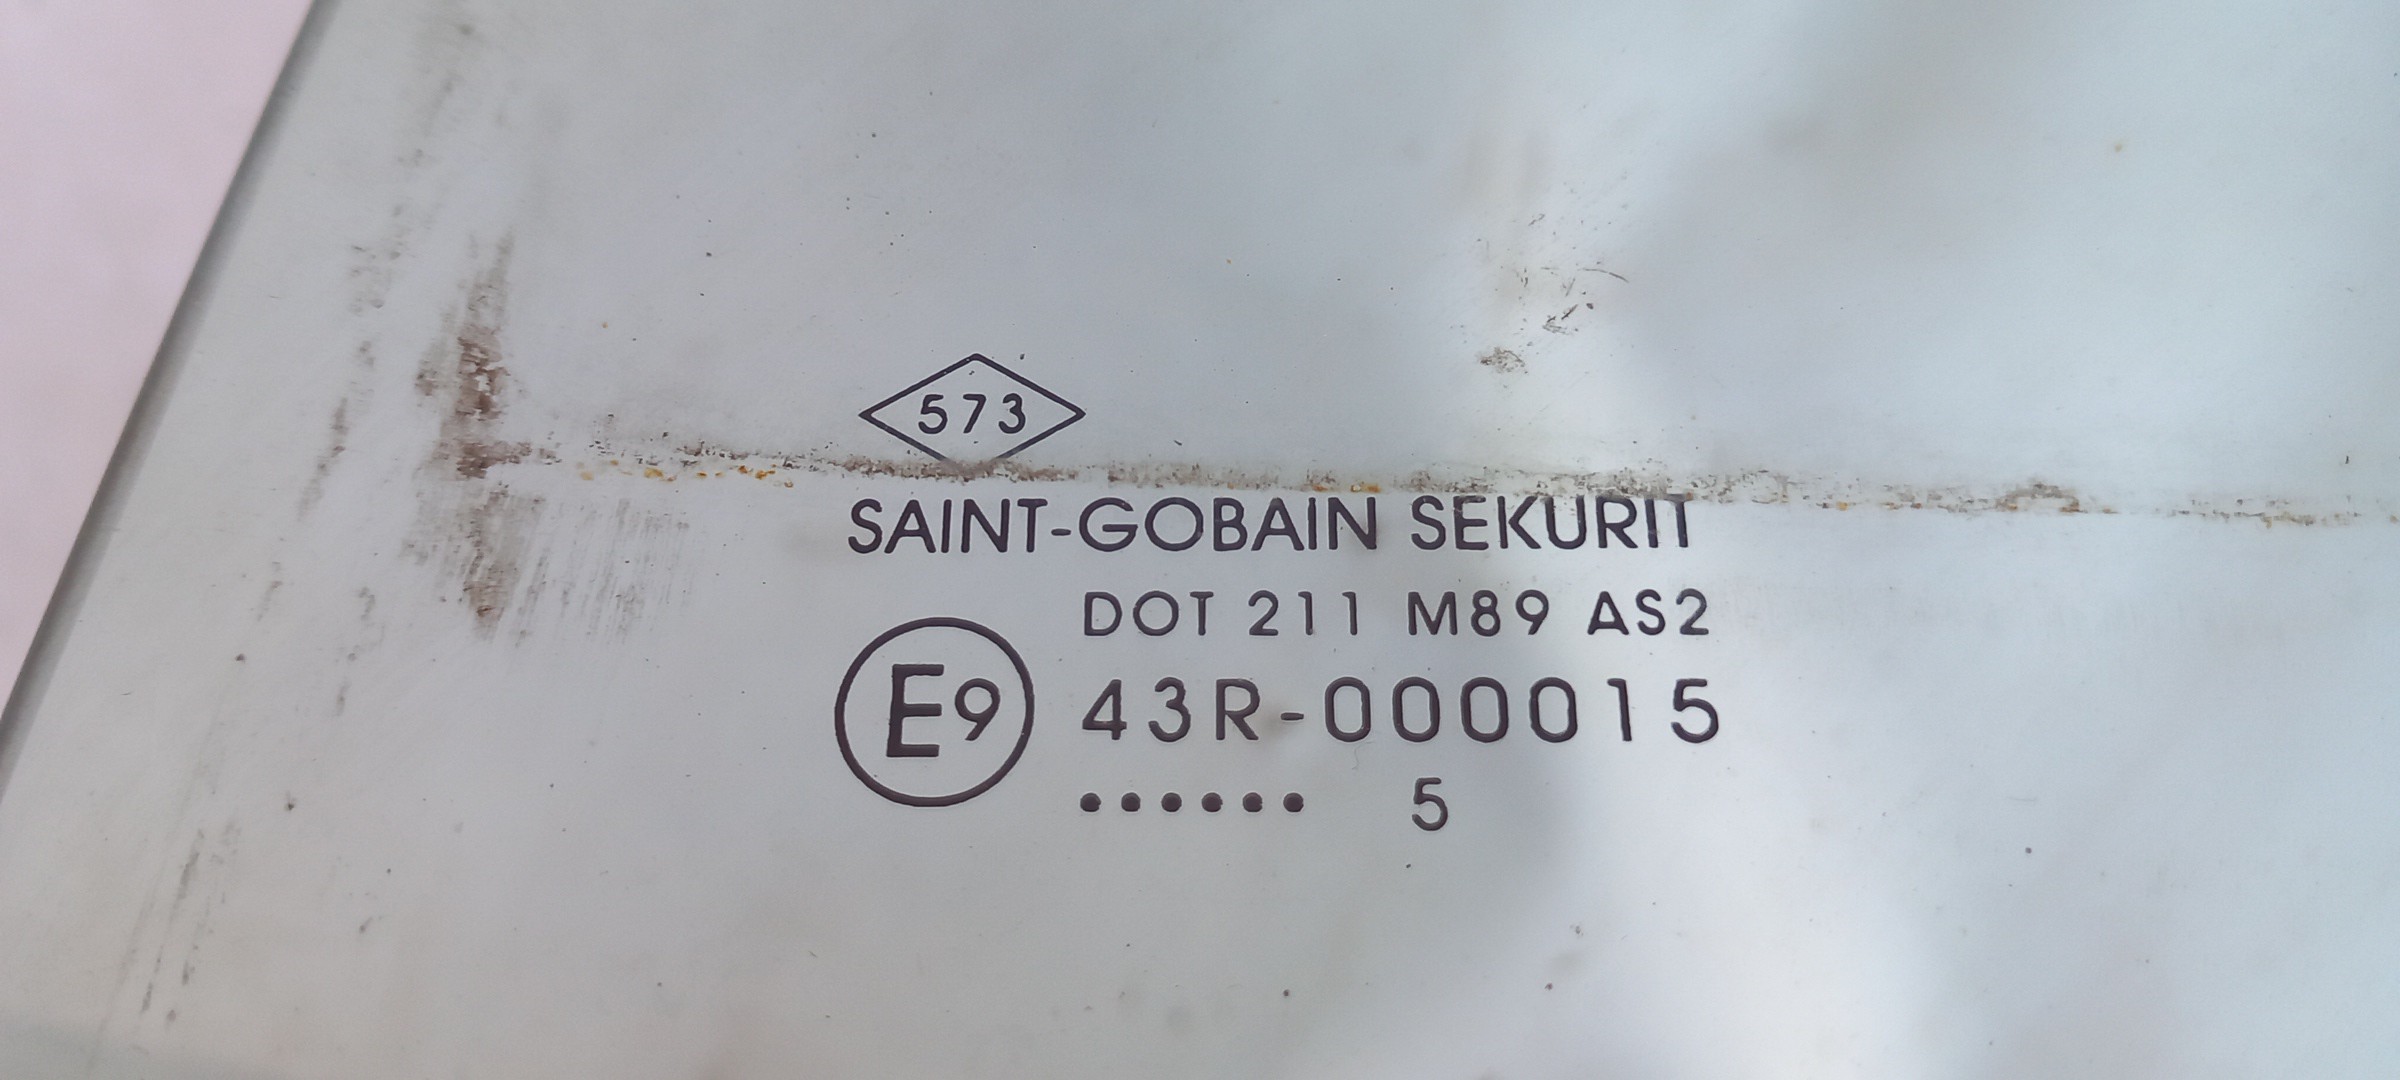 573
SAINT-GOBAIN SEKURIT
DOT 211 M89 AS2
E9 43R-000015
•••••• 5